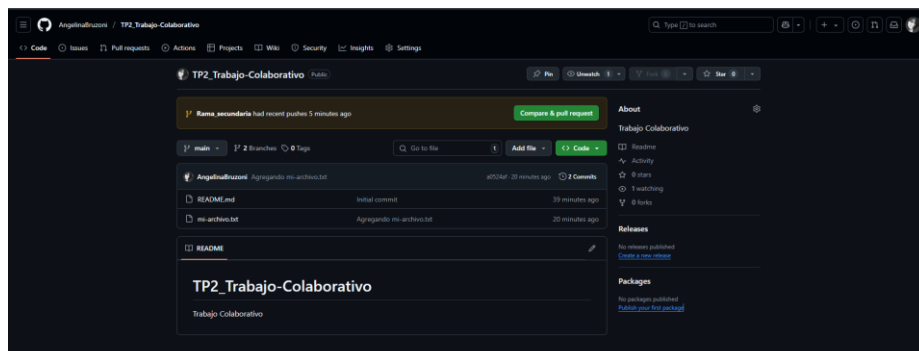 AngelinaBruzoni / TP2_Trabajo-Colaborativo
Type / to search
Code Issues Pull requests Actions Projects Wiki Security Insights Settings
TP2_Trabajo-Colaborativo Public
Pin Unwatch 1 Fork 0 Star 0
Rama_secundaria had recent pushes 5 minutes ago Compare & pull request
main 2 Branches 0 Tags Go to file t Add file Code
AngelinaBruzoni Agregando mi-archivo.txt 20 minutes ago 2 Commits
README.md Initial commit 39 minutes ago
mi-archivo.txt Agregando mi-archivo.txt 20 minutes ago
README
TP2_Trabajo-Colaborativo
Trabajo Colaborativo
About
Trabajo Colaborativo
Readme
Activity
0 stars
1 watching
0 forks
Releases
No releases published
Create a new release
Packages
No packages published
Publish your first package